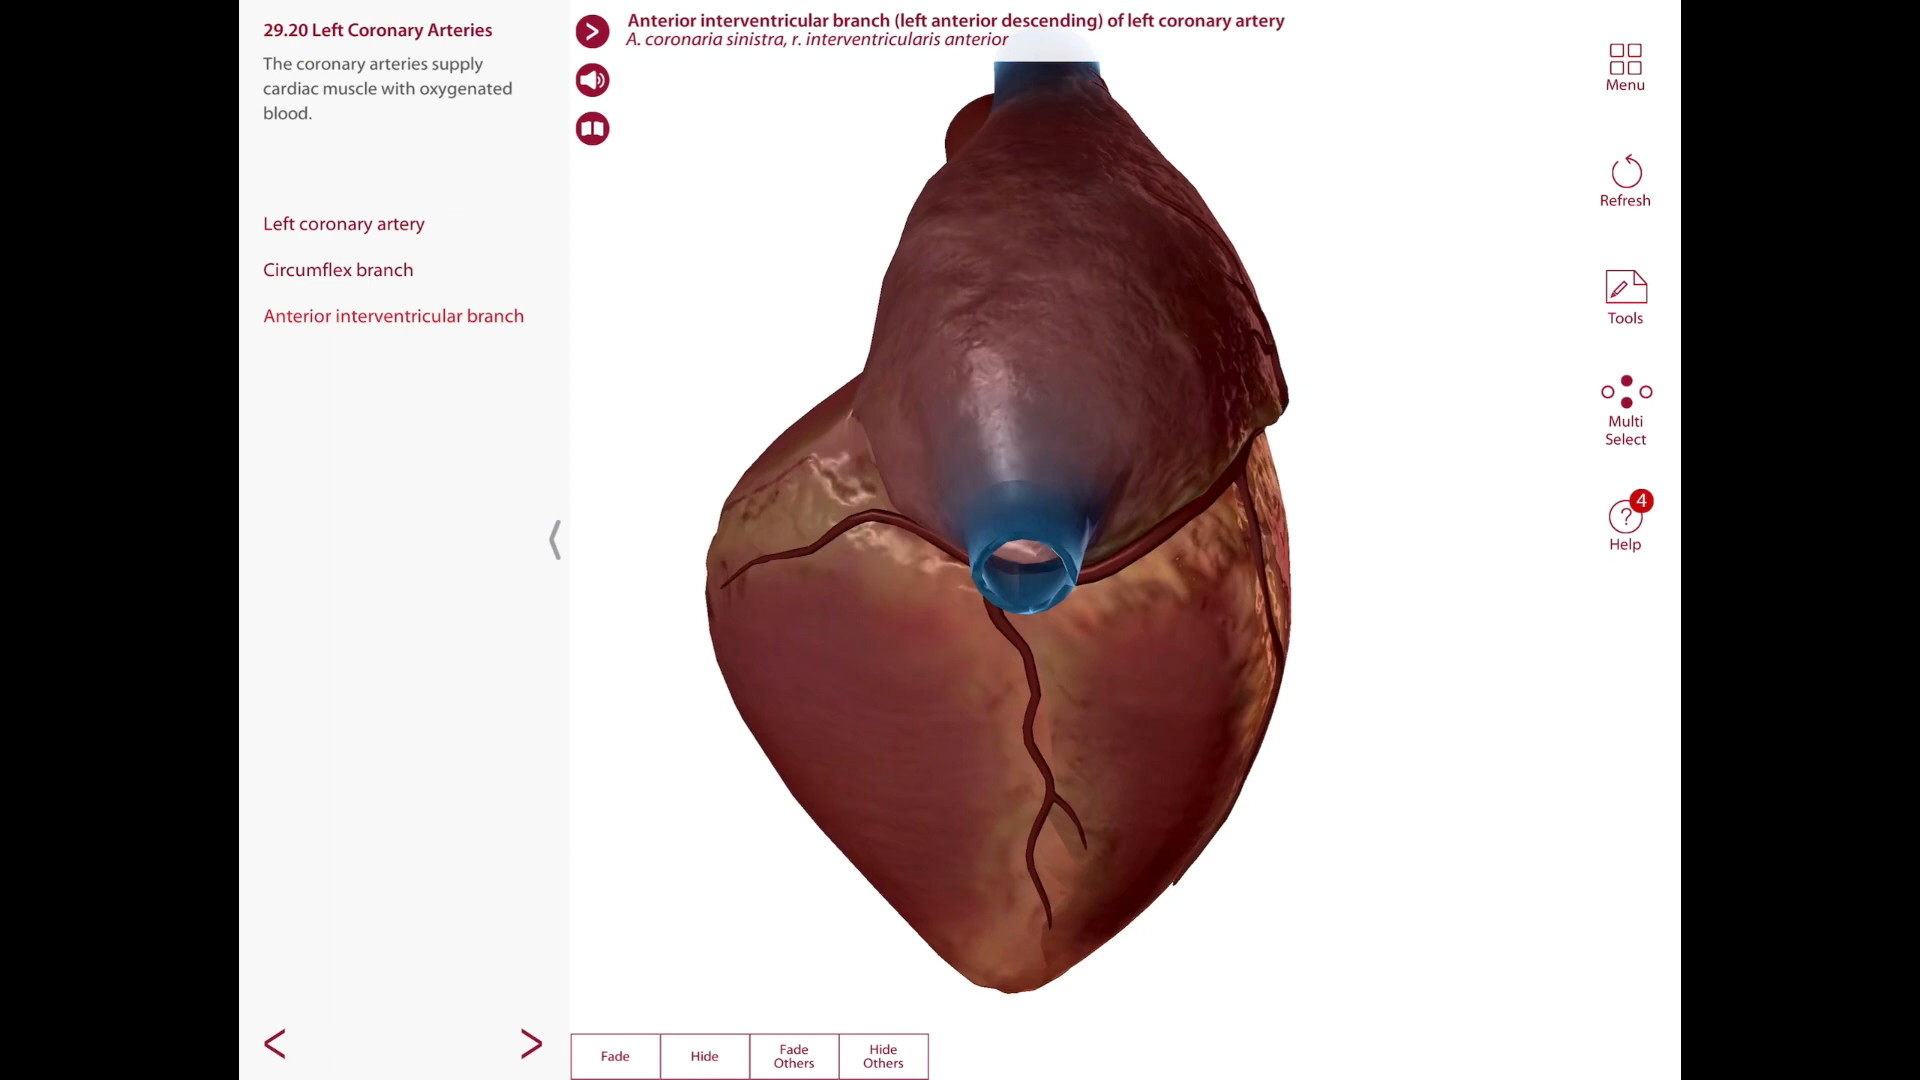 29.20 Left Coronary Arteries
The coronary arteries supply
cardiac muscle with oxygenated
blood.
Left coronary artery
Circumflex branch
Anterior interventricular branch
Anterior interventricular branch (left anterior descending) of left coronary artery
A. coronaria sinistra, r. interventricularis anterior
Menu
Refresh
Tools
Multi
Select
4
?
Help
Fade
Hide
Fade
Others
Hide
Others